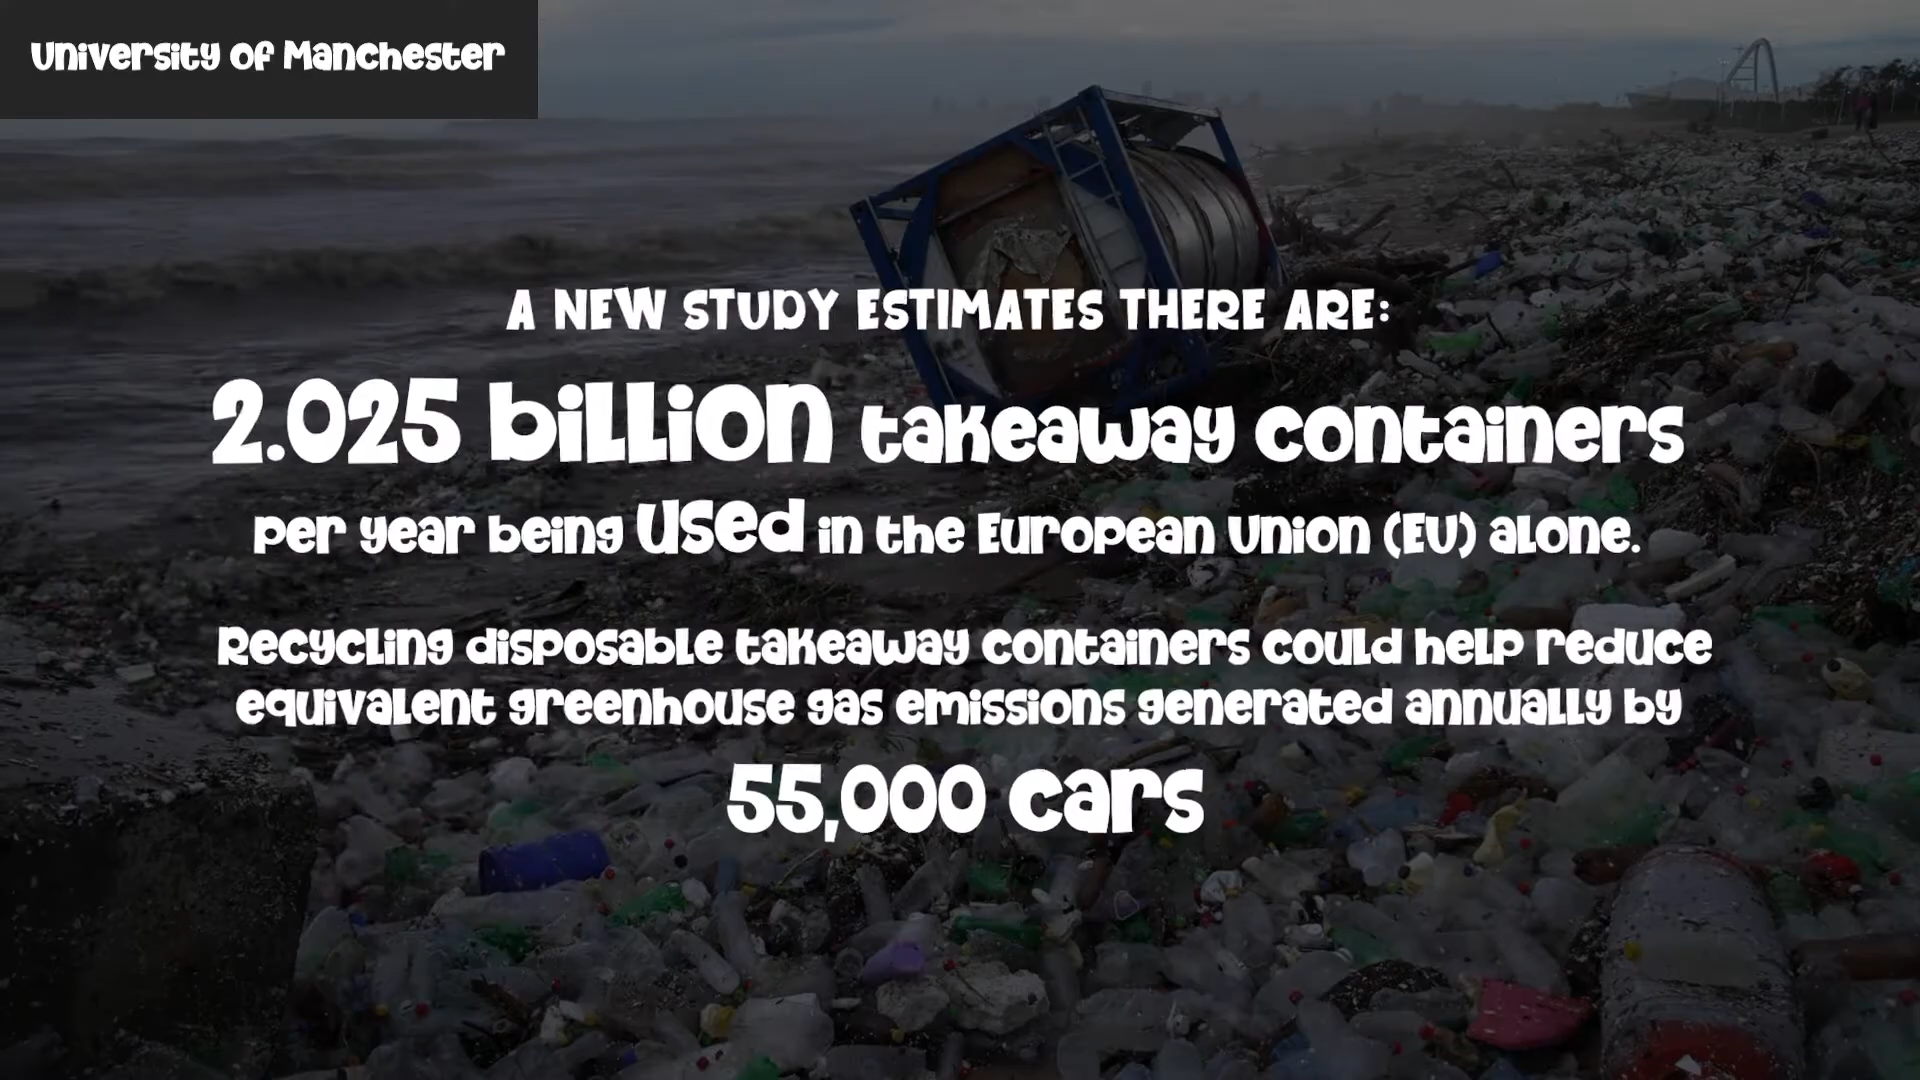 University of Manchester
A NEW STUDY ESTIMATES THERE ARE:
2.025 billion takeaway containers
per year being used in the European Union (EU) alone.
Recycling disposable takeaway containers could help reduce
equivalent greenhouse gas emissions generated annually by
55,000 cars